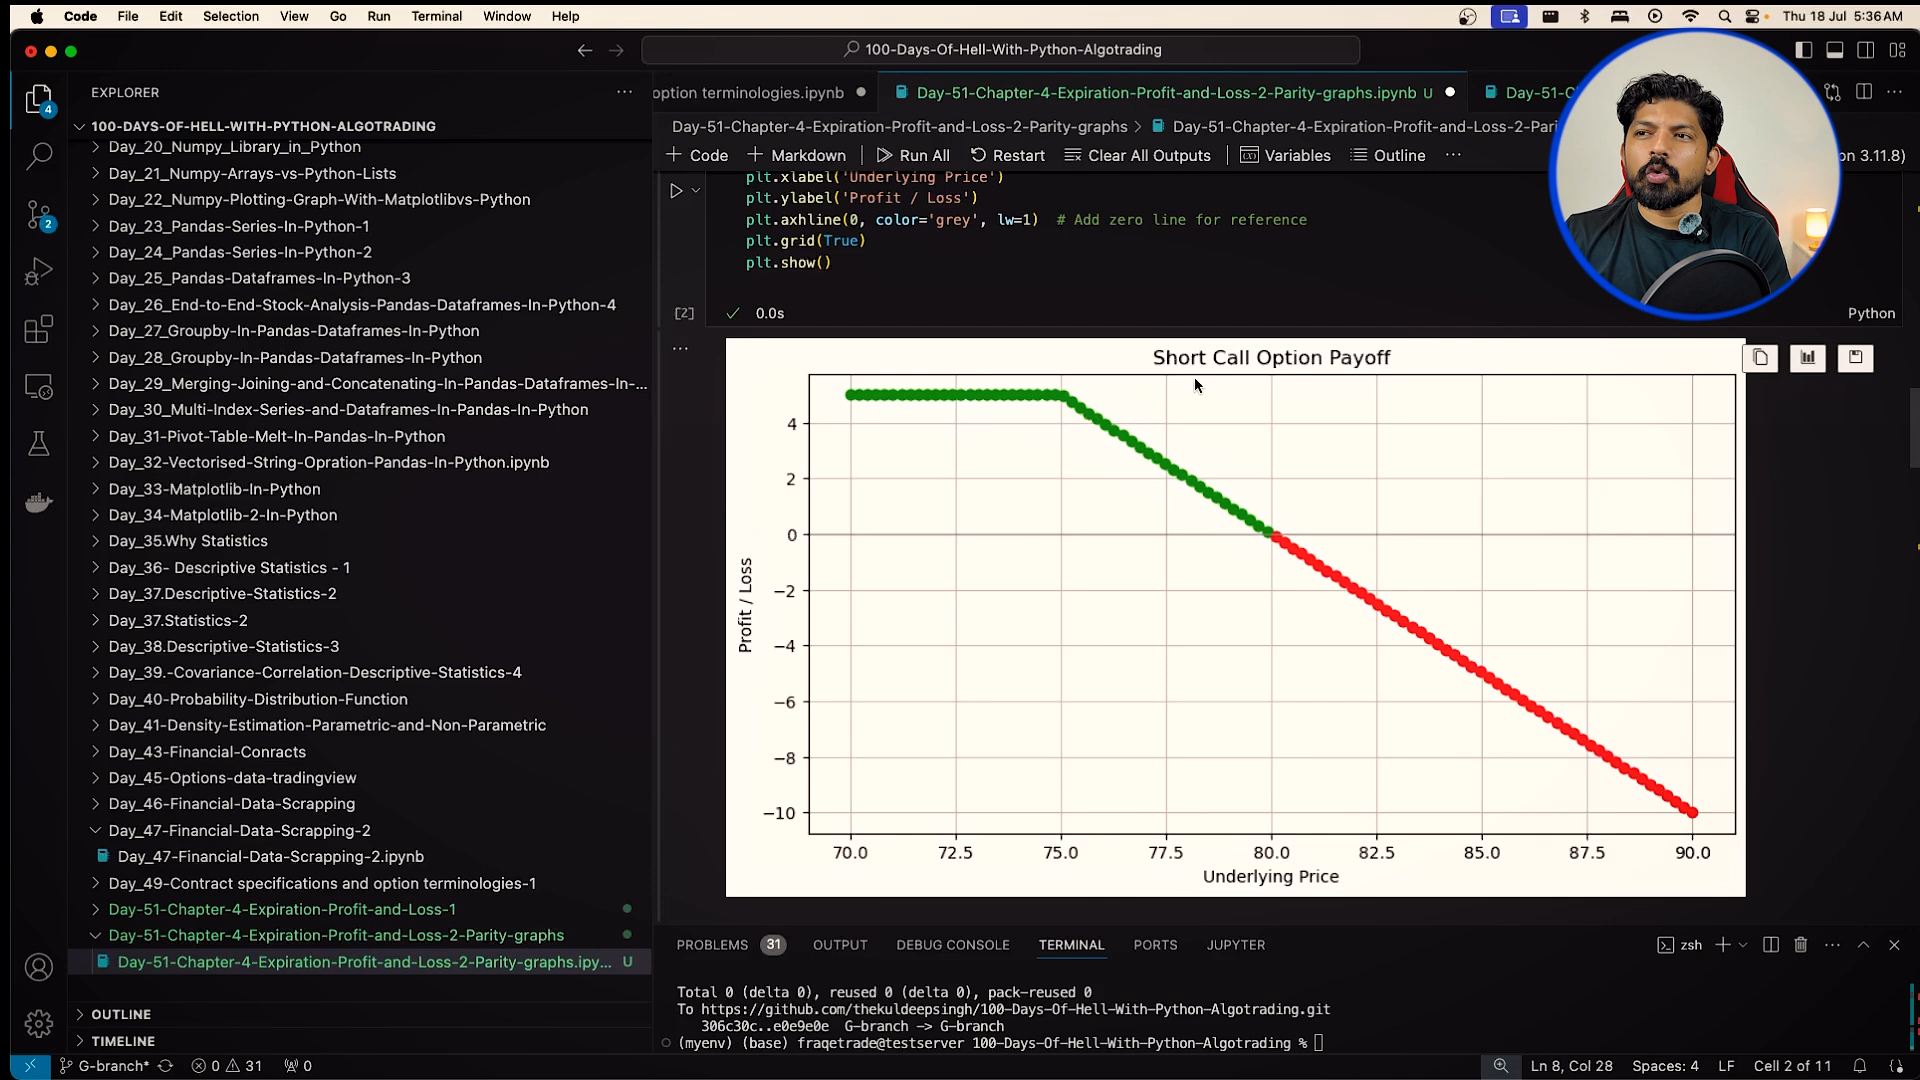 Code File Edit Selection View Go Run Terminal Window Help Thu 18 Jul 5:36 AM
100-Days-Of-Hell-With-Python-Algotrading
EXPLORER
4
100-DAYS-OF-HELL-WITH-PYTHON-ALGOTRADING
Day_20_Numpy_Library_in_Python
Day_21_Numpy-Arrays-vs-Python-Lists
Day_22_Numpy-Plotting-Graph-With-Matplotlibvs-Python
2
Day_23_Pandas-Series-In-Python-1
Day_24_Pandas-Series-In-Python-2
Day_25_Pandas-Dataframes-In-Python-3
Day_26_End-to-End-Stock-Analysis-Pandas-Dataframes-In-Python-4
Day_27_Groupby-In-Pandas-Dataframes-In-Python
Day_28_Groupby-In-Pandas-Dataframes-In-Python
Day_29_Merging-Joining-and-Concatenating-In-Pandas-Dataframes-In-...
Day_30_Multi-Index-Series-and-Dataframes-In-Pandas-In-Python
Day_31-Pivot-Table-Melt-In-Pandas-In-Python
Day_32-Vectorised-String-Opration-Pandas-In-Python.ipynb
Day_33-Matplotlib-In-Python
Day_34-Matplotlib-2-In-Python
Day_35.Why Statistics
Day_36- Descriptive Statistics - 1
Day_37.Descriptive-Statistics-2
Day_37.Statistics-2
Day_38.Descriptive-Statistics-3
Day_39.-Covariance-Correlation-Descriptive-Statistics-4
Day_40-Probability-Distribution-Function
Day_41-Density-Estimation-Parametric-and-Non-Parametric
Day_43-Financial-Conracts
Day_45-Options-data-tradingview
Day_46-Financial-Data-Scrapping
Day_47-Financial-Data-Scrapping-2
Day_47-Financial-Data-Scrapping-2.ipynb
Day_49-Contract specifications and option terminologies-1
Day-51-Chapter-4-Expiration-Profit-and-Loss-1
Day-51-Chapter-4-Expiration-Profit-and-Loss-2-Parity-graphs
Day-51-Chapter-4-Expiration-Profit-and-Loss-2-Parity-graphs.ipy... U
OUTLINE
TIMELINE
option terminologies.ipynb Day-51-Chapter-4-Expiration-Profit-and-Loss-2-Parity-graphs.ipynb U Day-51-C
Day-51-Chapter-4-Expiration-Profit-and-Loss-2-Parity-graphs > Day-51-Chapter-4-Expiration-Profit-and-Loss-2-Pari
+ Code + Markdown Run All Restart Clear All Outputs Variables Outline ... on 3.11.8)
plt.xlabel('Underlying Price')
plt.ylabel('Profit / Loss')
plt.axhline(0, color='grey', lw=1) # Add zero line for reference
plt.grid(True)
plt.show()
[2] 0.0s Python
Short Call Option Payoff
4
2
0
−2
−4
−6
−8
−10
Profit / Loss
70.0 72.5 75.0 77.5 80.0 82.5 85.0 87.5 90.0
Underlying Price
PROBLEMS 31 OUTPUT DEBUG CONSOLE TERMINAL PORTS JUPYTER zsh
Total 0 (delta 0), reused 0 (delta 0), pack-reused 0
To https://github.com/thekuldeepsingh/100-Days-Of-Hell-With-Python-Algotrading.git
306c30c..e0e9e0e G-branch -> G-branch
(myenv) (base) fraqetrade@testserver 100-Days-Of-Hell-With-Python-Algotrading %
G-branch* 0 31 0 Ln 8, Col 28 Spaces: 4 LF Cell 2 of 11